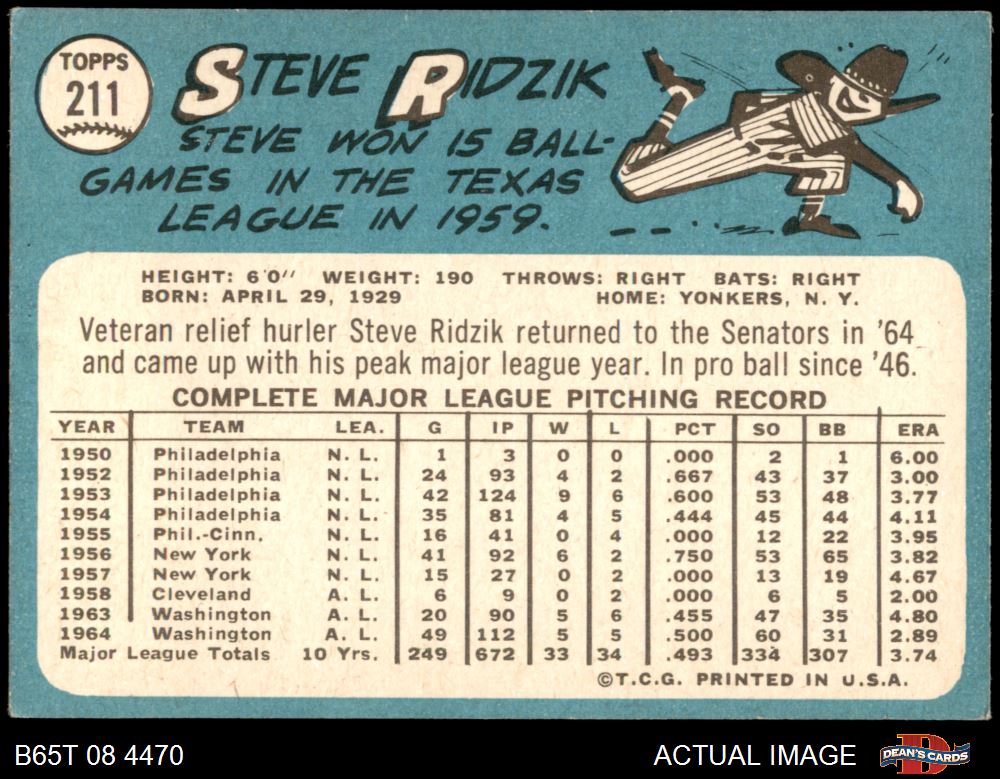 TOPPS
211
STEVE RIDZIK
STEVE WON 15 BALL-
GAMES IN THE TEXAS
LEAGUE IN 1959.
HEIGHT: 6'0" WEIGHT: 190 THROWS: RIGHT BATS: RIGHT
BORN: APRIL 29, 1929 HOME: YONKERS, N. Y.
Veteran relief hurler Steve Ridzik returned to the Senators in '64
and came up with his peak major league year. In pro ball since '46.
COMPLETE MAJOR LEAGUE PITCHING RECORD
YEAR TEAM LEA. G IP W L PCT SO BB ERA
1950 Philadelphia N. L. 1 3 0 0 .000 2 1 6.00
1952 Philadelphia N. L. 24 93 4 2 .667 43 37 3.00
1953 Philadelphia N. L. 42 124 9 6 .600 53 48 3.77
1954 Philadelphia N. L. 35 81 4 5 .444 45 44 4.11
1955 Phil.-Cinn. N. L. 16 41 0 4 .000 12 22 3.95
1956 New York N. L. 41 92 6 2 .750 53 65 3.82
1957 New York N. L. 15 27 0 2 .000 13 19 4.67
1958 Cleveland A. L. 6 9 0 2 .000 6 5 2.00
1963 Washington A. L. 20 90 5 6 .455 47 35 4.80
1964 Washington A. L. 49 112 5 5 .500 60 31 2.89
Major League Totals 10 Yrs. 249 672 33 34 .493 334 307 3.74
©T.C.G. PRINTED IN U.S.A.
B65T 08 4470 ACTUAL IMAGE DEAN'S CARDS